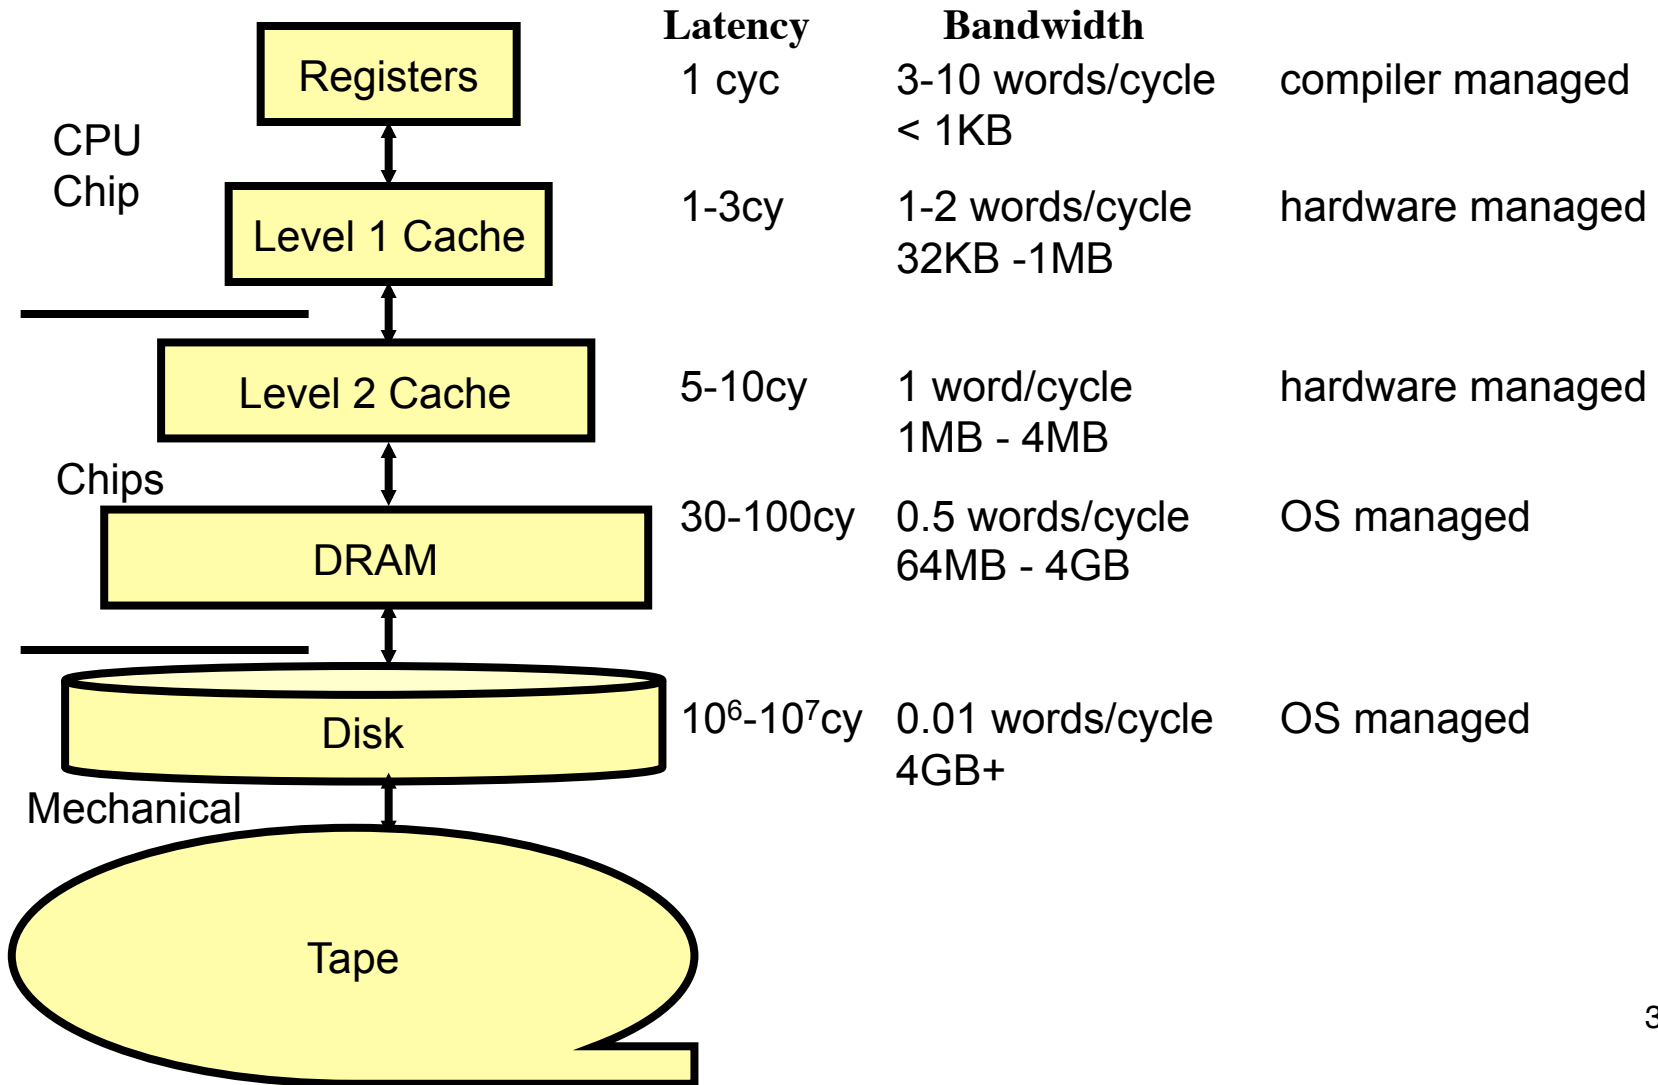 Latency Bandwidth
Registers 1 cyc 3-10 words/cycle compiler managed
< 1KB
CPU
Chip
Level 1 Cache 1-3cy 1-2 words/cycle hardware managed
32KB -1MB
Level 2 Cache 5-10cy 1 word/cycle hardware managed
1MB - 4MB
Chips
DRAM 30-100cy 0.5 words/cycle OS managed
64MB - 4GB
Disk 10⁶-10⁷cy 0.01 words/cycle OS managed
4GB+
Mechanical
Tape
3